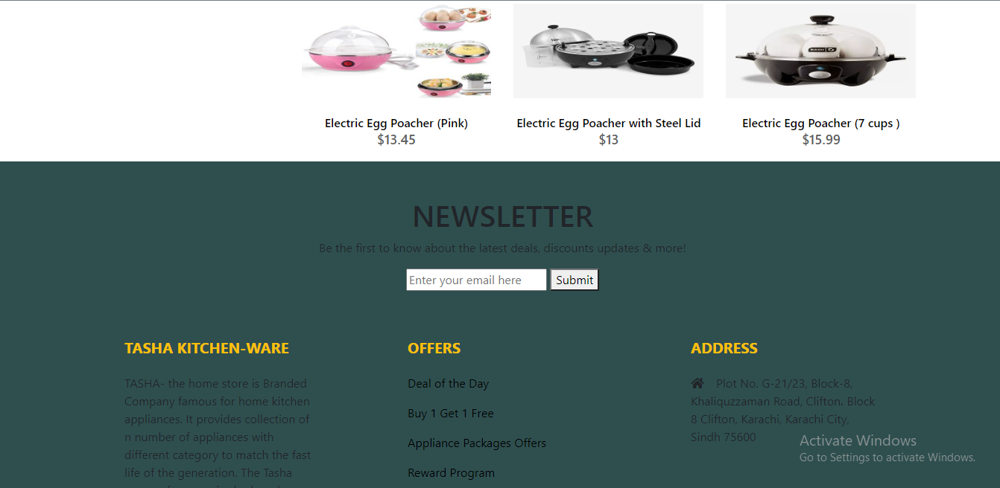 DASH
Electric Egg Poacher (Pink)
$13.45
Electric Egg Poacher with Steel Lid
$13
Electric Egg Poacher (7 cups )
$15.99
NEWSLETTER
Be the first to know about the latest deals, discounts updates & more!
Enter your email here
Submit
TASHA KITCHEN-WARE
TASHA- the home store is Branded
Company famous for home kitchen
appliances. It provides collection of
n number of appliances with
different category to match the fast
life of the generation. The Tasha
OFFERS
Deal of the Day
Buy 1 Get 1 Free
Appliance Packages Offers
Reward Program
ADDRESS
Plot No. G-21/23, Block-8,
Khaliquzzaman Road, Clifton, Block
8 Clifton, Karachi, Karachi City,
Sindh 75600
Activate Windows
Go to Settings to activate Windows.